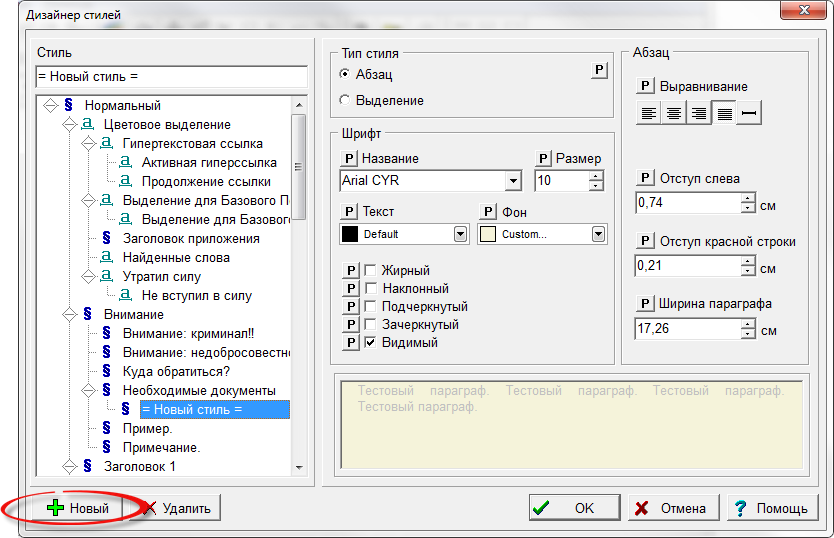 Дизайнер стилей
Стиль
= Новый стиль =
§ Нормальный
a Цветовое выделение
a Гипертекстовая ссылка
a Активная гиперссылка
a Продолжение ссылки
a Выделение для Базового П
a Выделение для Базового
§ Заголовок приложения
a Найденные слова
a Утратил силу
a Не вступил в силу
§ Внимание
§ Внимание: криминал!!
§ Внимание: недобросовестн
§ Куда обратиться?
§ Необходимые документы
§ = Новый стиль =
§ Пример.
§ Примечание.
§ Заголовок 1
Новый
Удалить
Тип стиля
Абзац P
Выделение
Шрифт
P Название P Размер
Arial CYR 10
P Текст P Фон
Default Custom...
P Жирный
P Наклонный
P Подчеркнутый
P Зачеркнутый
P Видимый
Абзац
P Выравнивание
P Отступ слева
0,74 см
P Отступ красной строки
0,21 см
P Ширина параграфа
17,26 см
Тестовый параграф. Тестовый параграф. Тестовый параграф.
Тестовый параграф.
OK Отмена ? Помощь